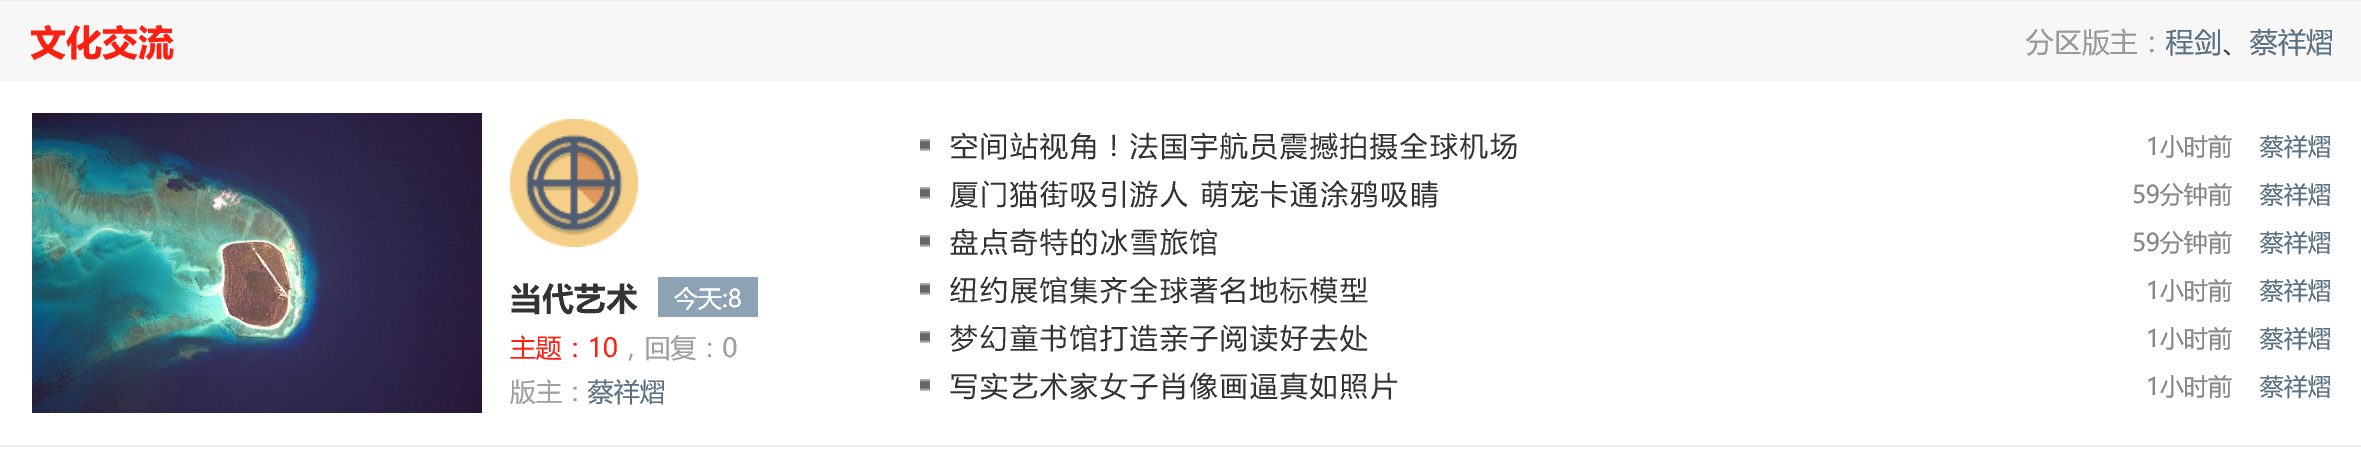 文化交流
分区版主：程剑、蔡祥熠
当代艺术 今天:8
主题：10，回复：0
版主：蔡祥熠
空间站视角！法国宇航员震撼拍摄全球机场 1小时前 蔡祥熠
厦门猫街吸引游人 萌宠卡通涂鸦吸睛 59分钟前 蔡祥熠
盘点奇特的冰雪旅馆 59分钟前 蔡祥熠
纽约展馆集齐全球著名地标模型 1小时前 蔡祥熠
梦幻童书馆打造亲子阅读好去处 1小时前 蔡祥熠
写实艺术家女子肖像画逼真如照片 1小时前 蔡祥熠